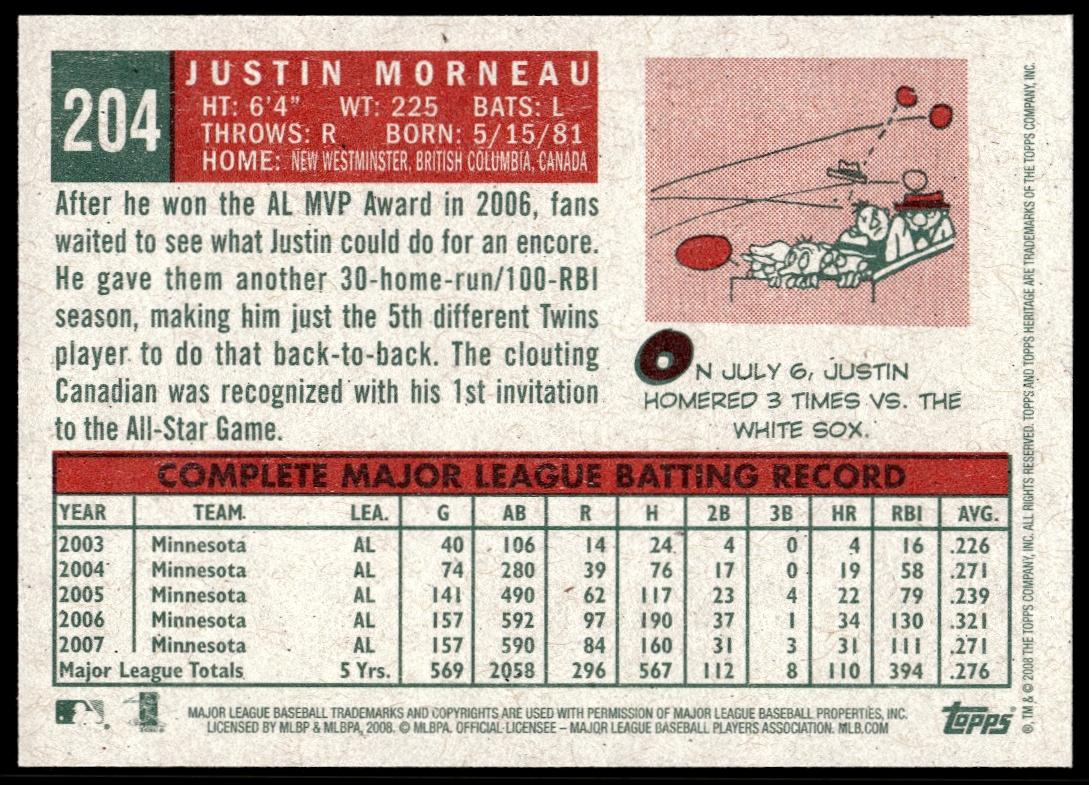 204
JUSTIN MORNEAU
HT: 6'4" WT: 225 BATS: L
THROWS: R BORN: 5/15/81
HOME: NEW WESTMINSTER, BRITISH COLUMBIA, CANADA
After he won the AL MVP Award in 2006, fans
waited to see what Justin could do for an encore.
He gave them another 30-home-run/100-RBI
season, making him just the 5th different Twins
player to do that back-to-back. The clouting
Canadian was recognized with his 1st invitation
to the All-Star Game.
ON JULY 6, JUSTIN
HOMERED 3 TIMES VS. THE
WHITE SOX.
COMPLETE MAJOR LEAGUE BATTING RECORD
YEAR TEAM LEA. G AB R H 2B 3B HR RBI AVG.
2003 Minnesota AL 40 106 14 24 4 0 4 16 .226
2004 Minnesota AL 74 280 39 76 17 0 19 58 .271
2005 Minnesota AL 141 490 62 117 23 4 22 79 .239
2006 Minnesota AL 157 592 97 190 37 1 34 130 .321
2007 Minnesota AL 157 590 84 160 31 3 31 111 .271
Major League Totals 5 Yrs. 569 2058 296 567 112 8 110 394 .276
MAJOR LEAGUE BASEBALL TRADEMARKS AND COPYRIGHTS ARE USED WITH PERMISSION OF MAJOR LEAGUE BASEBALL PROPERTIES, INC.
LICENSED BY MLBP & MLBPA, 2008. © MLBPA. OFFICIAL LICENSEE – MAJOR LEAGUE BASEBALL PLAYERS ASSOCIATION. MLB.COM
topps
®, TM & © 2008 THE TOPPS COMPANY, INC. ALL RIGHTS RESERVED. TOPPS AND TOPPS HERITAGE ARE TRADEMARKS OF THE TOPPS COMPANY, INC.